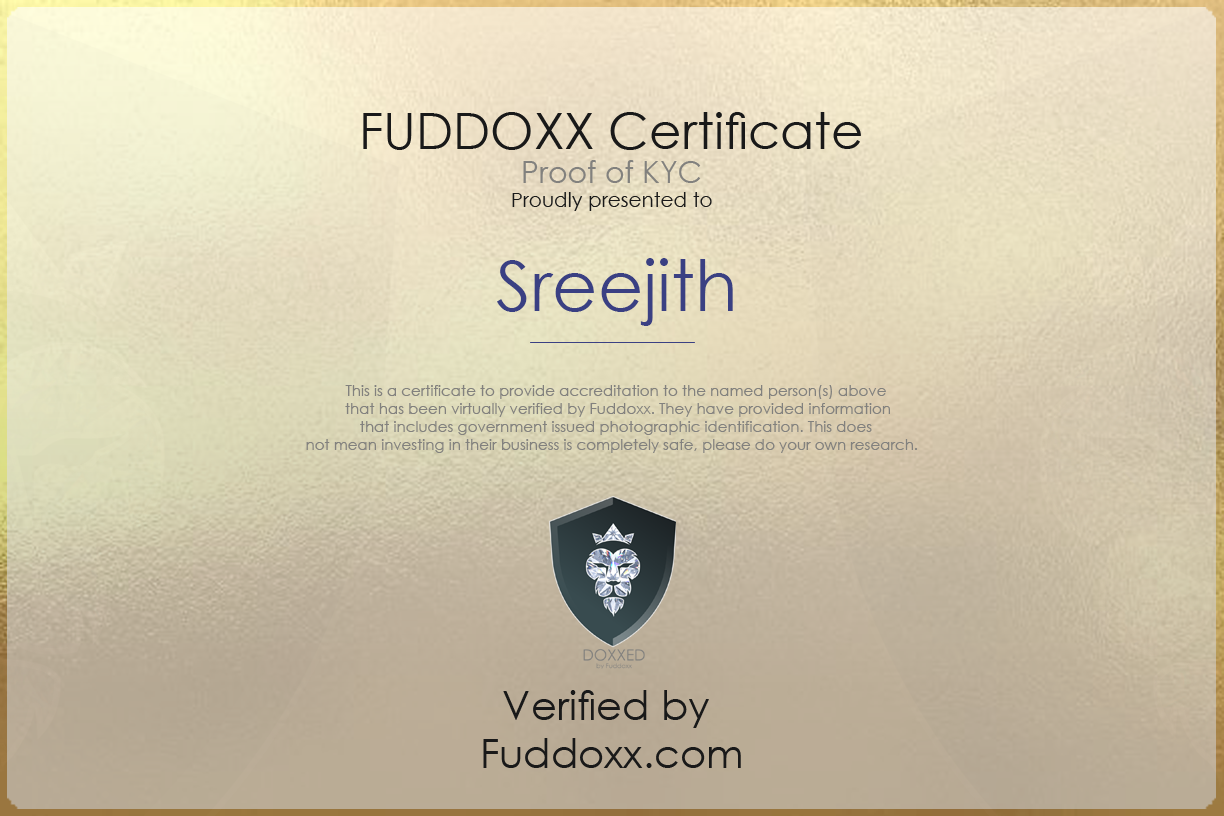 FUDDOXX Certificate
Proof of KYC
Proudly presented to
Sreejith
This is a certificate to provide accreditation to the named person(s) above
that has been virtually verified by Fuddoxx. They have provided information
that includes government issued photographic identification. This does
not mean investing in their business is completely safe, please do your own research.
DOXXED
by Fuddoxx
Verified by
Fuddoxx.com